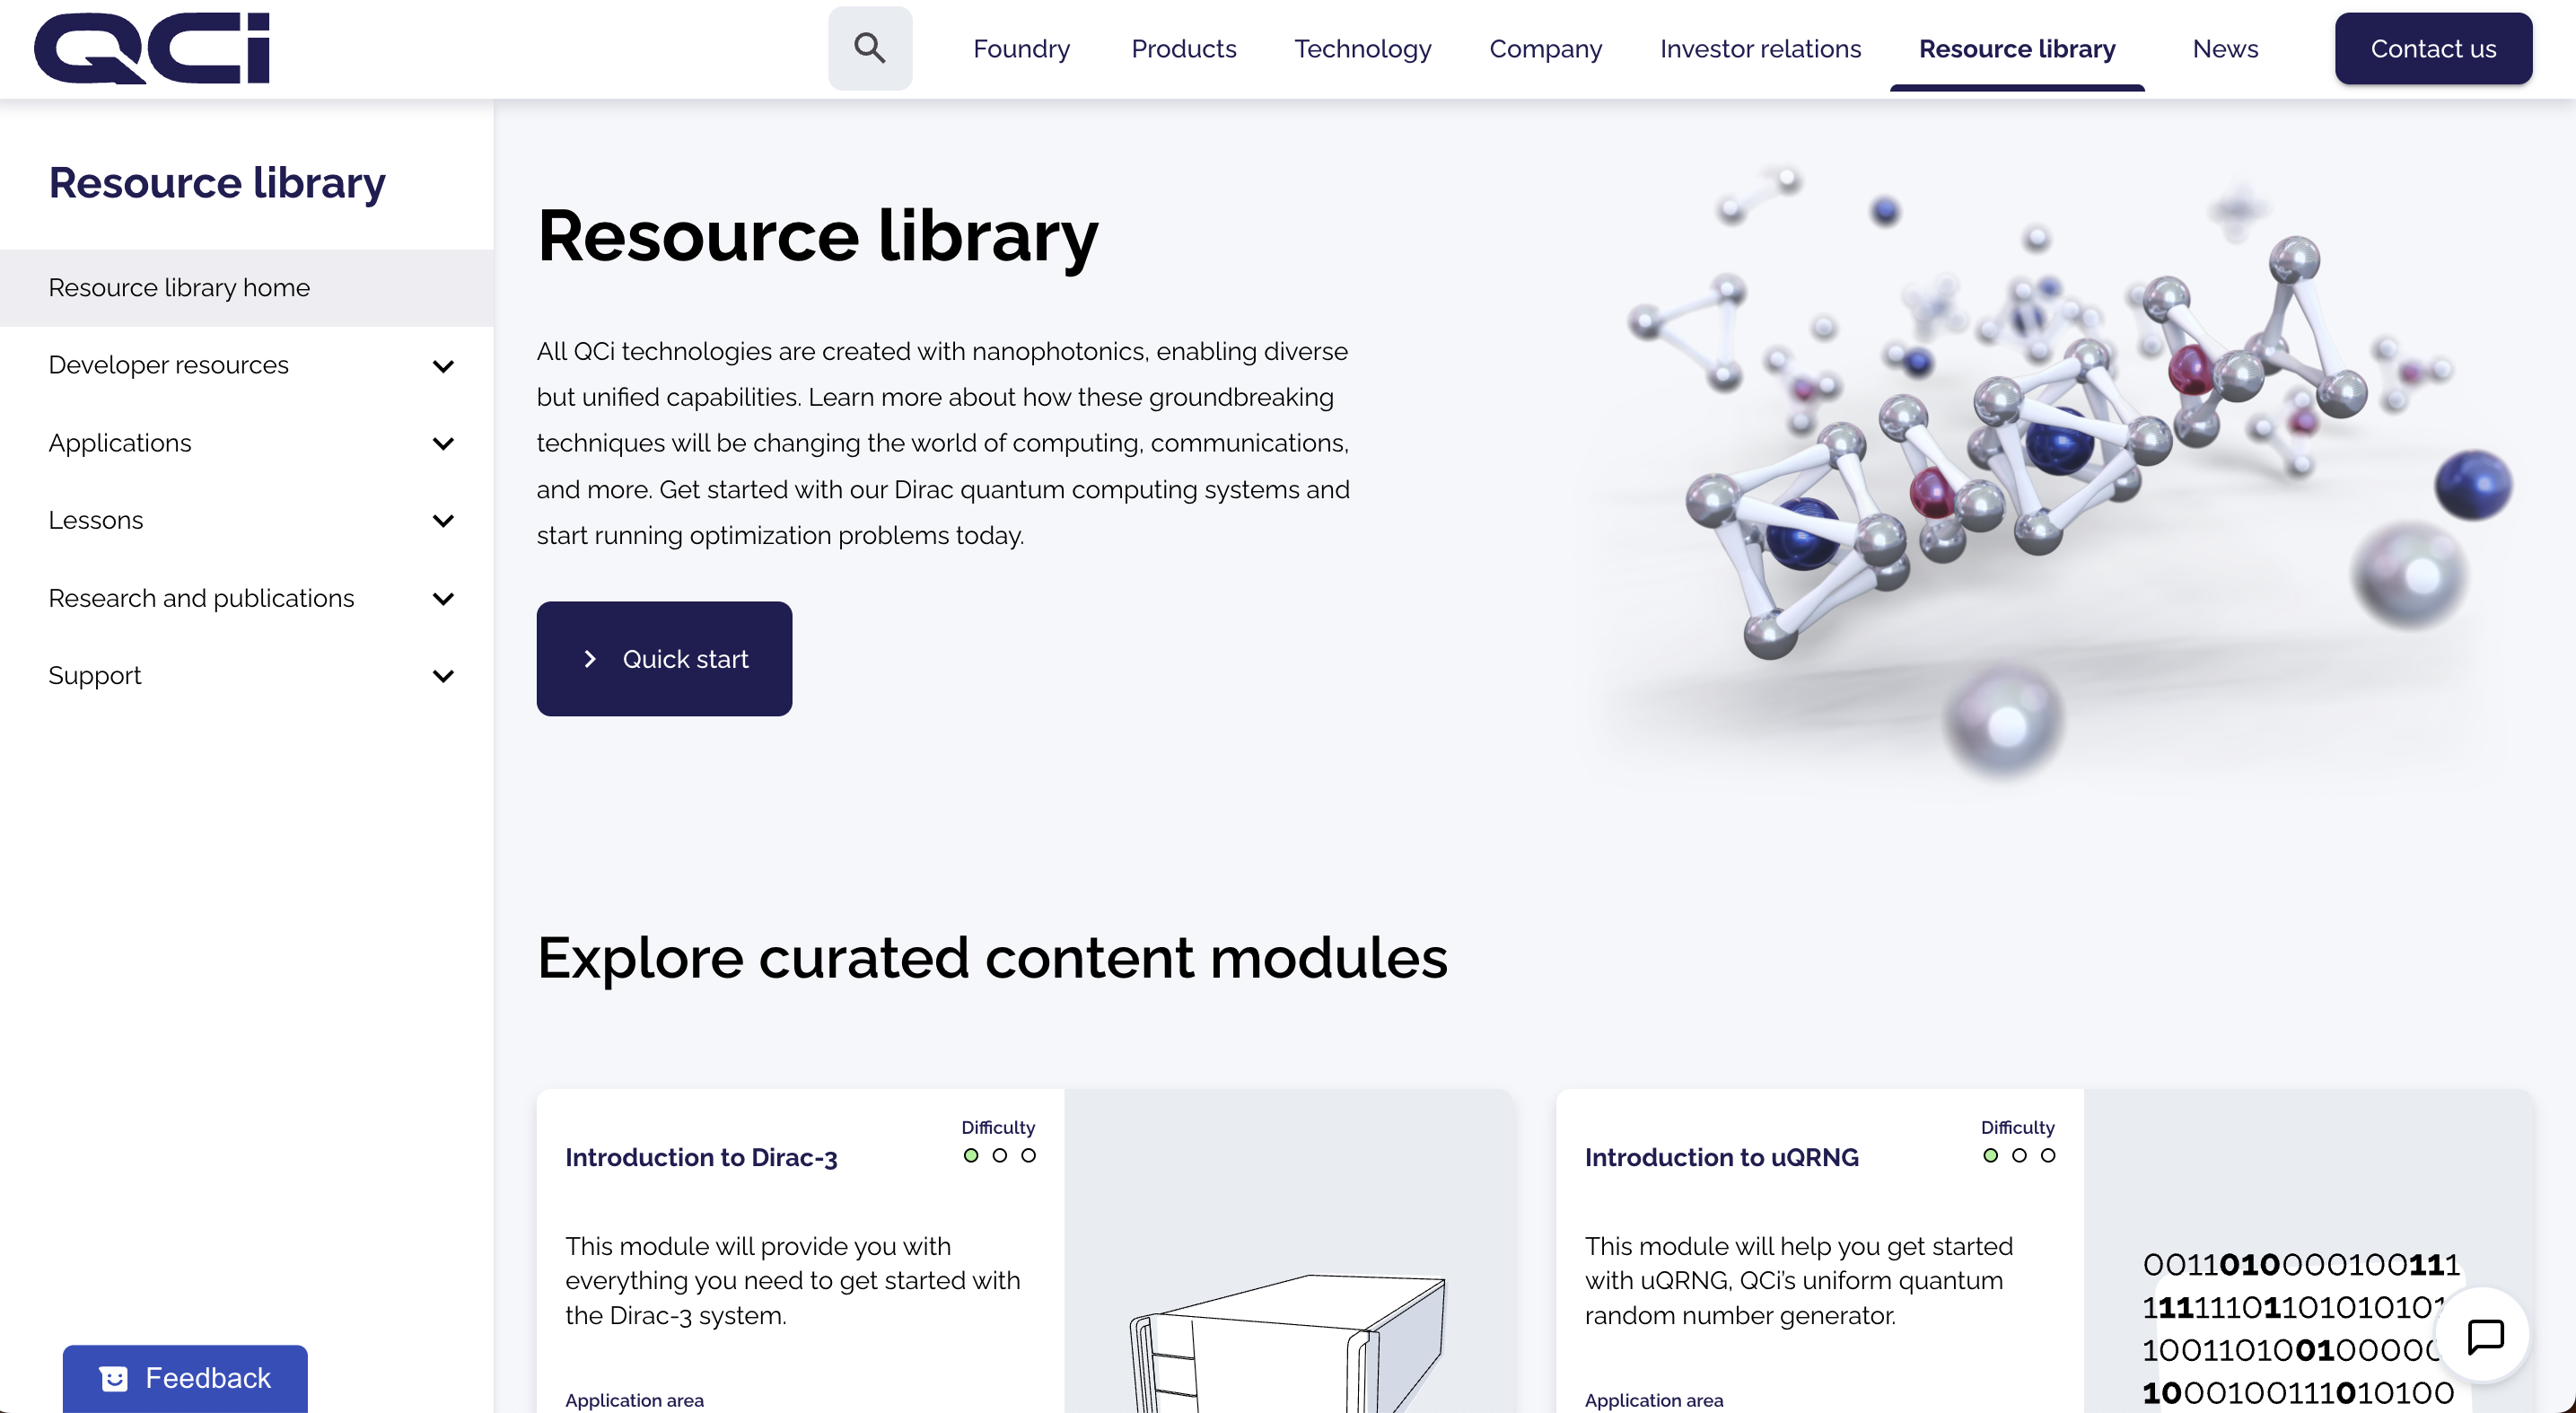 QCi
Foundry
Products
Technology
Company
Investor relations
Resource library
News
Contact us
Resource library
Resource library home
Developer resources
Applications
Lessons
Research and publications
Support
Feedback
Resource library
All QCi technologies are created with nanophotonics, enabling diverse
but unified capabilities. Learn more about how these groundbreaking
techniques will be changing the world of computing, communications,
and more. Get started with our Dirac quantum computing systems and
start running optimization problems today.
Quick start
Explore curated content modules
Introduction to Dirac-3
Difficulty
This module will provide you with
everything you need to get started with
the Dirac-3 system.
Application area
Introduction to uQRNG
Difficulty
This module will help you get started
with uQRNG, QCi's uniform quantum
random number generator.
Application area
0011010000100111
1000100111010100